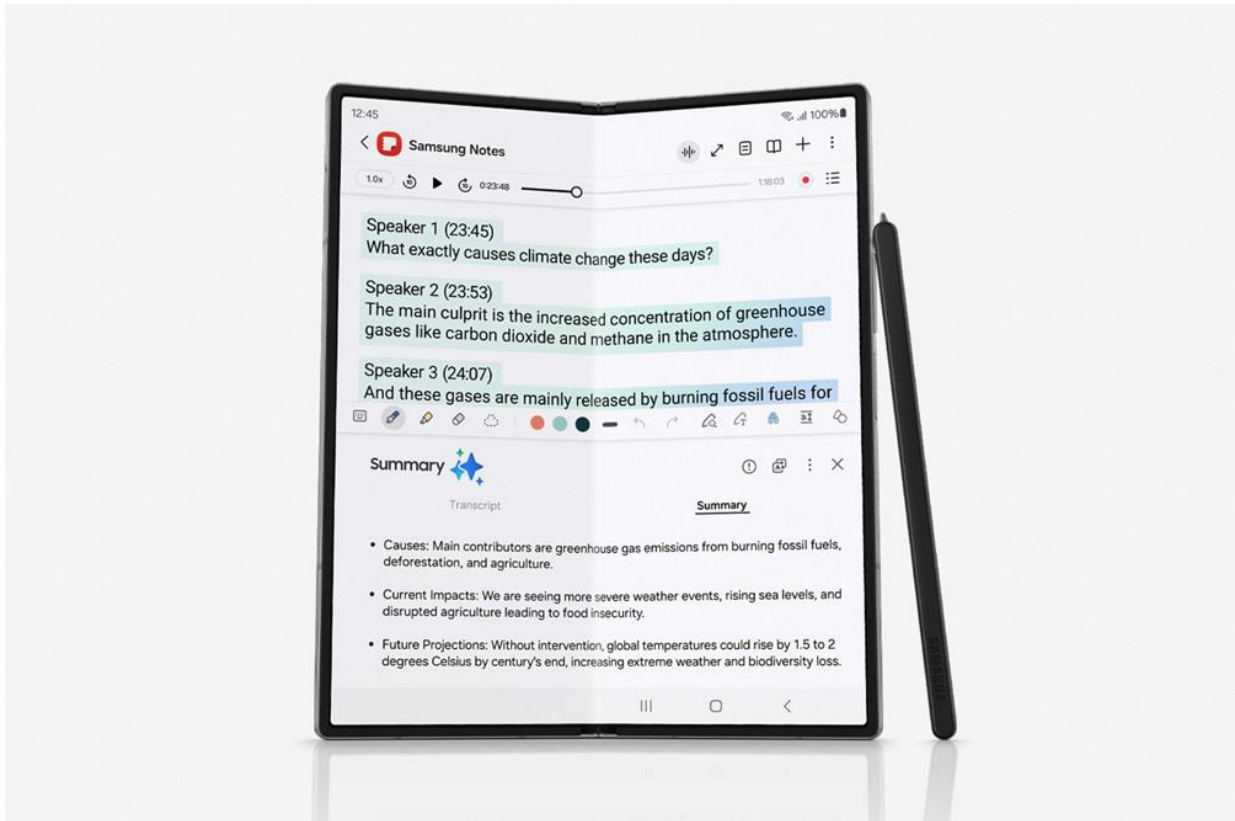 12:45 100%
Samsung Notes
1.0x 10 10 0:23:48 1:18:03
Speaker 1 (23:45)
What exactly causes climate change these days?
Speaker 2 (23:53)
The main culprit is the increased concentration of greenhouse
gases like carbon dioxide and methane in the atmosphere.
Speaker 3 (24:07)
And these gases are mainly released by burning fossil fuels for
Summary
Transcript Summary
• Causes: Main contributors are greenhouse gas emissions from burning fossil fuels,
deforestation, and agriculture.
• Current Impacts: We are seeing more severe weather events, rising sea levels, and
disrupted agriculture leading to food insecurity.
• Future Projections: Without intervention, global temperatures could rise by 1.5 to 2
degrees Celsius by century's end, increasing extreme weather and biodiversity loss.
SAMSUNG